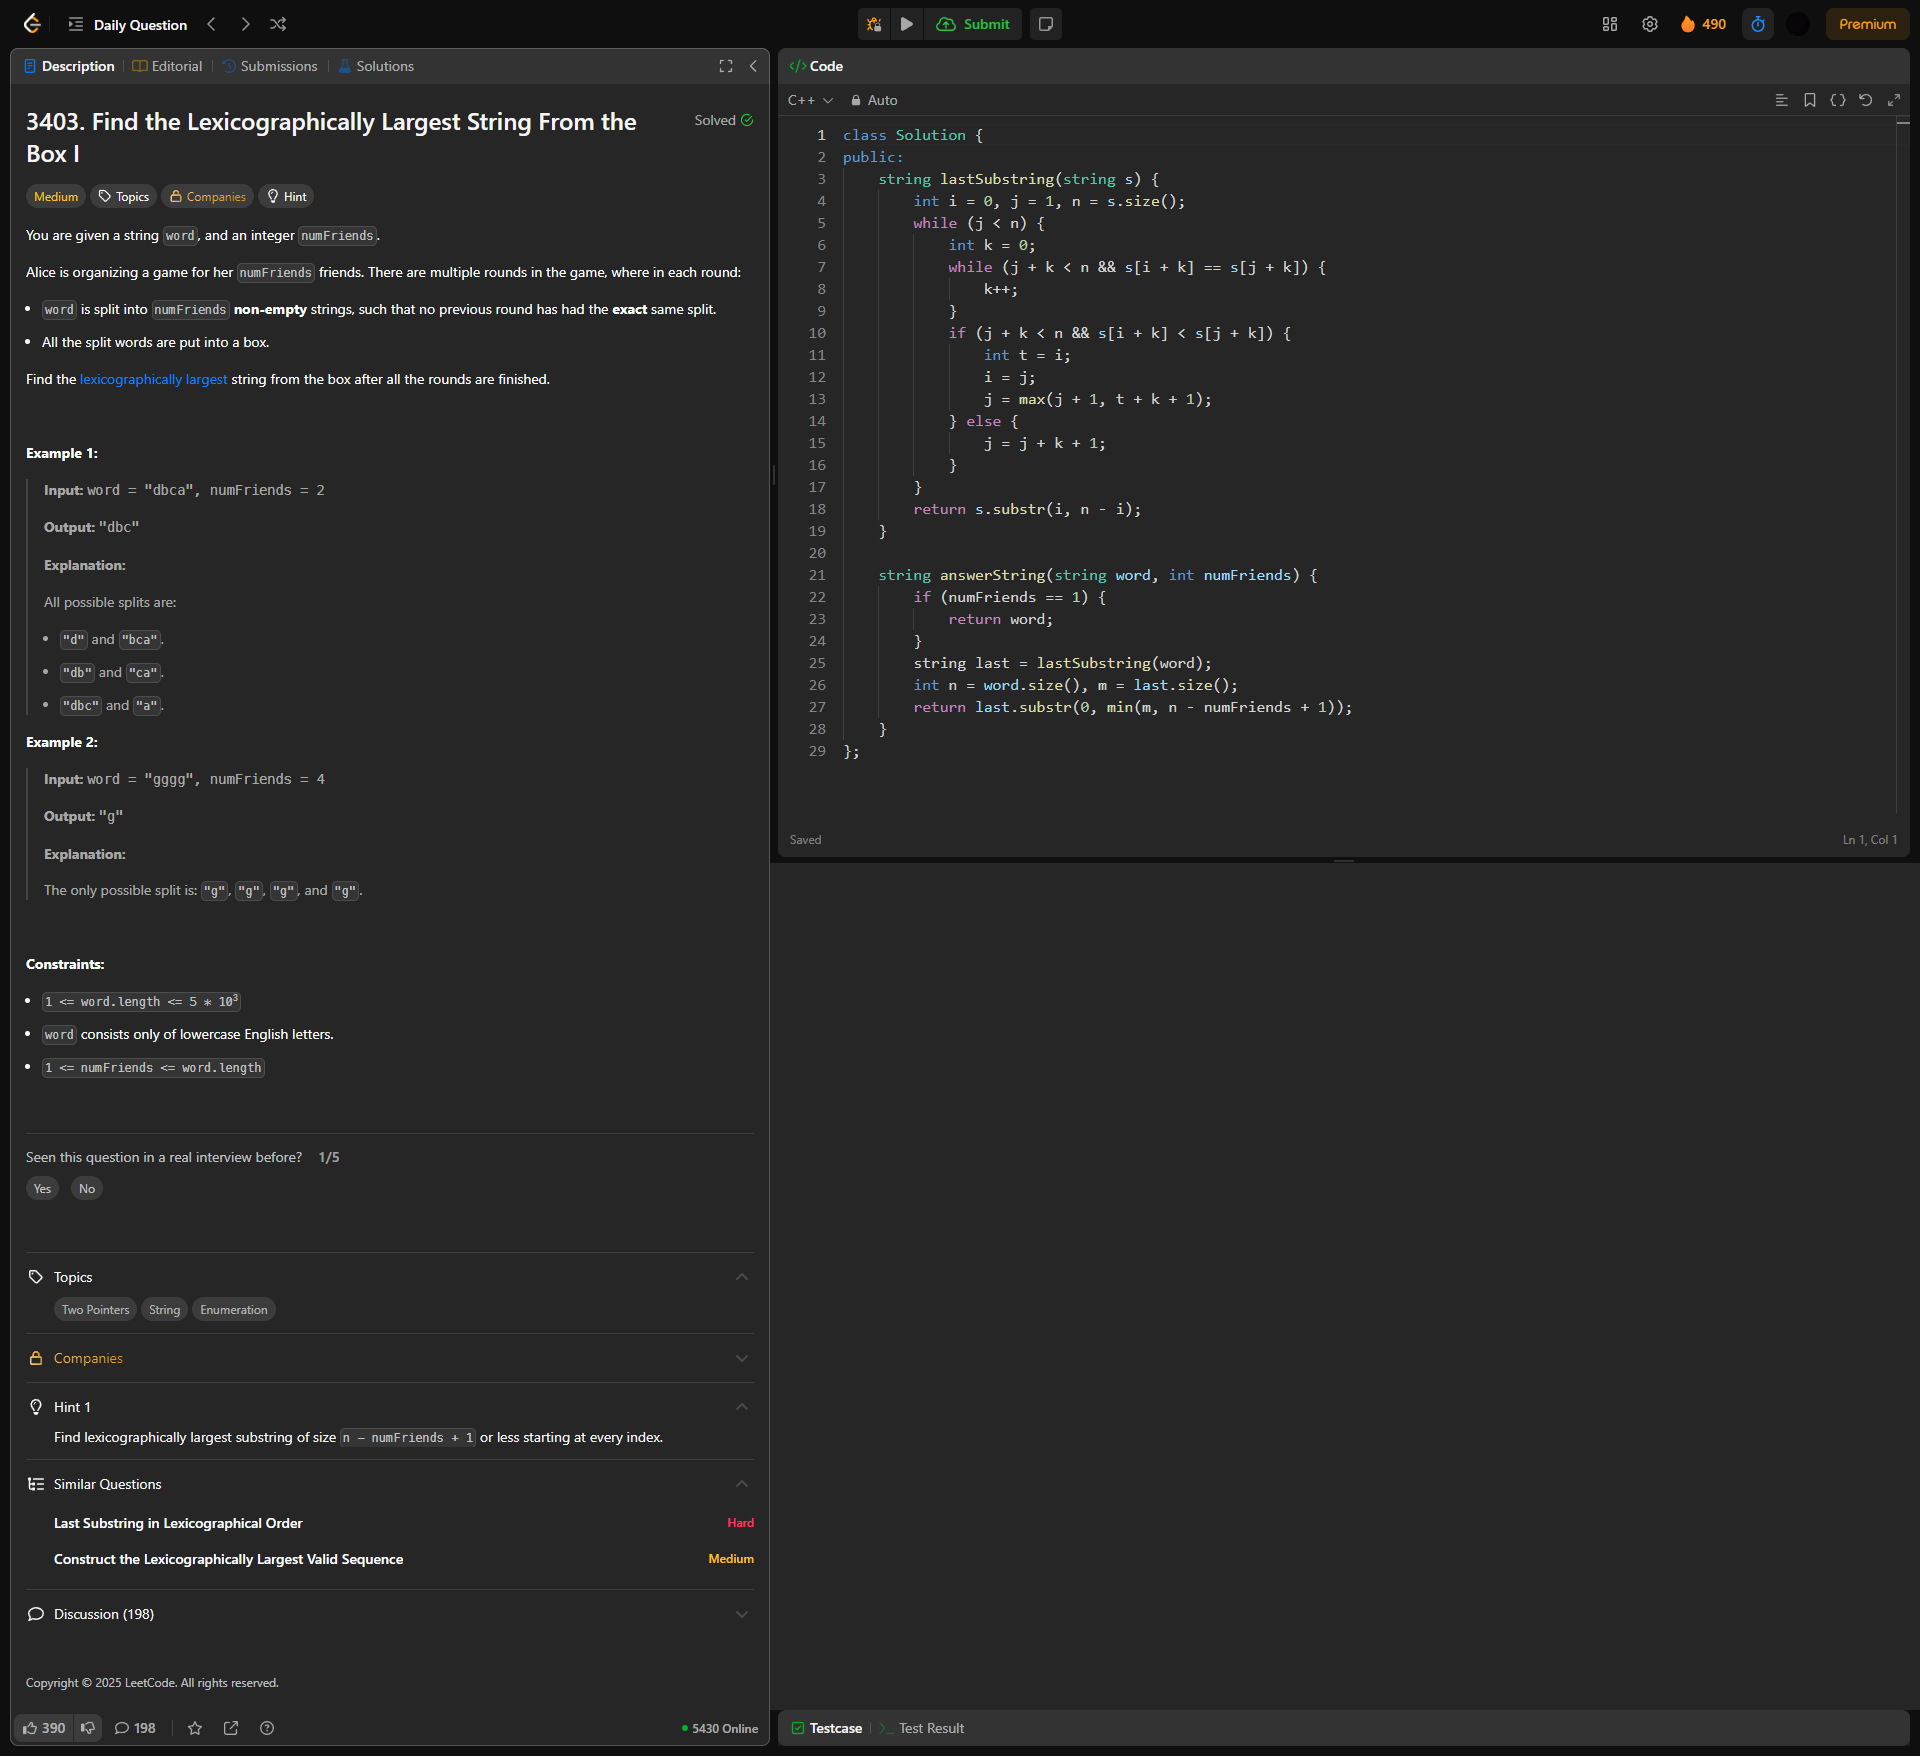 Daily Question
Submit
490
Premium
Description
Editorial
Submissions
Solutions
3403. Find the Lexicographically Largest String From the
Box I
Solved
Medium
Topics
Companies
Hint
You are given a string word, and an integer numFriends.
Alice is organizing a game for her numFriends friends. There are multiple rounds in the game, where in each round:
• word is split into numFriends non-empty strings, such that no previous round has had the exact same split.
• All the split words are put into a box.
Find the lexicographically largest string from the box after all the rounds are finished.
Example 1:
Input: word = "dbca", numFriends = 2
Output: "dbc"
Explanation:
All possible splits are:
• "d" and "bca".
• "db" and "ca".
• "dbc" and "a".
Example 2:
Input: word = "gggg", numFriends = 4
Output: "g"
Explanation:
The only possible split is: "g", "g", "g", and "g".
Constraints:
• 1 <= word.length <= 5 * 10³
• word consists only of lowercase English letters.
• 1 <= numFriends <= word.length
Seen this question in a real interview before? 1/5
Yes
No
Topics
Two Pointers
String
Enumeration
Companies
Hint 1
Find lexicographically largest substring of size n - numFriends + 1 or less starting at every index.
Similar Questions
Last Substring in Lexicographical Order
Hard
Construct the Lexicographically Largest Valid Sequence
Medium
Discussion (198)
Copyright © 2025 LeetCode. All rights reserved.
390
198
5430 Online
</> Code
C++
Auto
1 class Solution {
2 public:
3     string lastSubstring(string s) {
4         int i = 0, j = 1, n = s.size();
5         while (j < n) {
6             int k = 0;
7             while (j + k < n && s[i + k] == s[j + k]) {
8                 k++;
9             }
10             if (j + k < n && s[i + k] < s[j + k]) {
11                 int t = i;
12                 i = j;
13                 j = max(j + 1, t + k + 1);
14             } else {
15                 j = j + k + 1;
16             }
17         }
18         return s.substr(i, n - i);
19     }
20
21     string answerString(string word, int numFriends) {
22         if (numFriends == 1) {
23             return word;
24         }
25         string last = lastSubstring(word);
26         int n = word.size(), m = last.size();
27         return last.substr(0, min(m, n - numFriends + 1));
28     }
29 };
Saved
Ln 1, Col 1
Testcase
Test Result